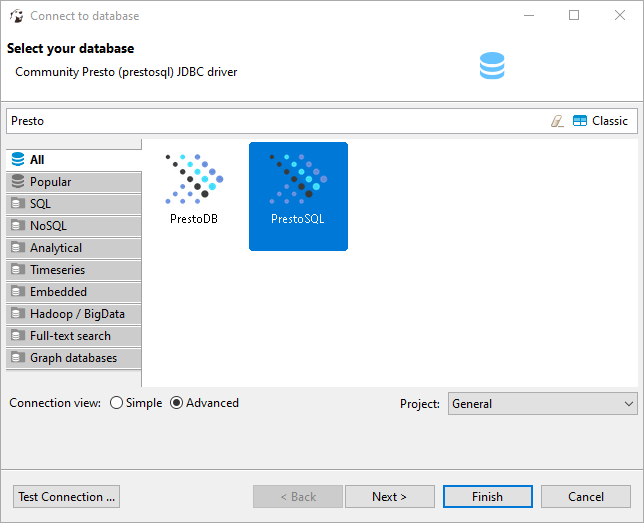 Connect to database
Select your database
Community Presto (prestosql) JDBC driver
Presto
Classic
All
Popular
SQL
NoSQL
Analytical
Timeseries
Embedded
Hadoop / BigData
Full-text search
Graph databases
PrestoDB
PrestoSQL
Connection view: Simple Advanced
Project: General
Test Connection ...
< Back
Next >
Finish
Cancel